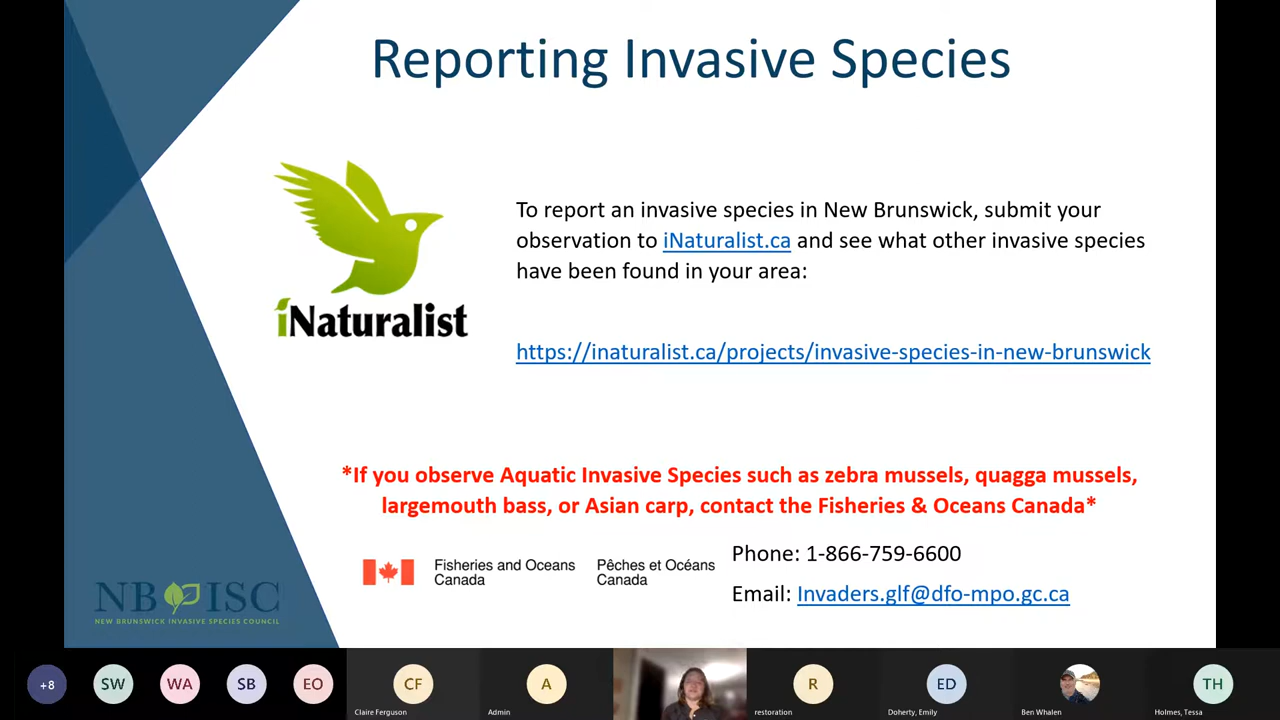 Reporting Invasive Species
iNaturalist
To report an invasive species in New Brunswick, submit your
observation to iNaturalist.ca and see what other invasive species
have been found in your area:
https://inaturalist.ca/projects/invasive-species-in-new-brunswick
*If you observe Aquatic Invasive Species such as zebra mussels, quagga mussels,
largemouth bass, or Asian carp, contact the Fisheries & Oceans Canada*
Fisheries and Oceans
Canada
Pêches et Océans
Canada
Phone: 1-866-759-6600
Email: Invaders.glf@dfo-mpo.gc.ca
NB ISC
NEW BRUNSWICK INVASIVE SPECIES COUNCIL
+8
SW
WA
SB
EO
CF
Claire Ferguson
A
Admin
R
restoration
ED
Doherty, Emily
Ben Whalen
TH
Holmes, Tessa